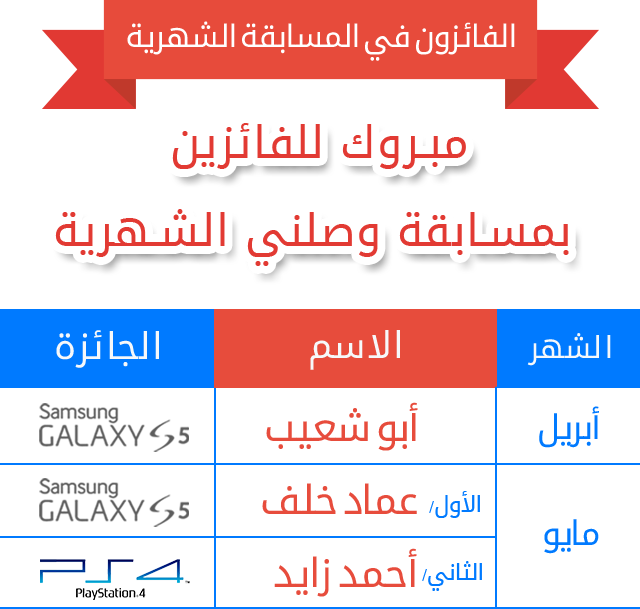 الفائزون في المسابقة الشهرية
مبروك للفائزين
بمسابقة وصلني الشهرية
الشهر الاسم الجائزة
أبريل أبو شعيب Samsung GALAXY S5
مايو
الأول/ عماد خلف Samsung GALAXY S5
الثاني/ أحمد زايد PS4 PlayStation.4